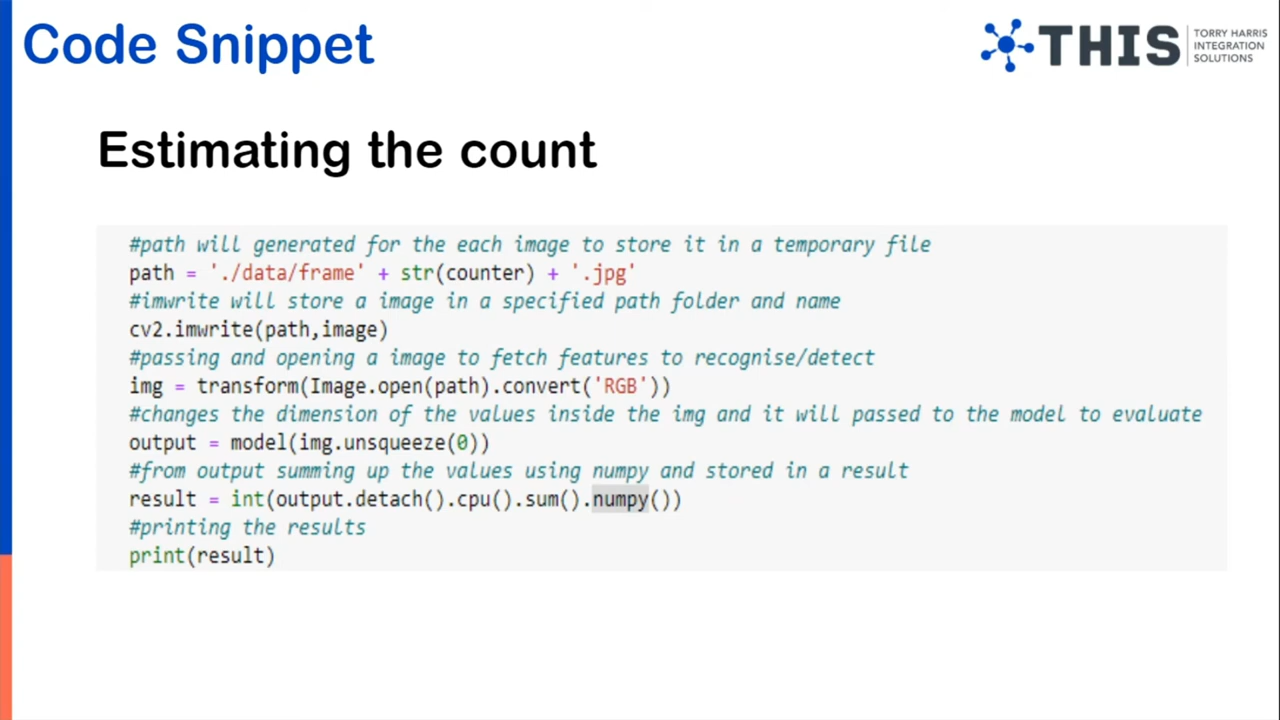 Code Snippet
THIS
TORRY HARRIS
INTEGRATION
SOLUTIONS
Estimating the count
#path will generated for the each image to store it in a temporary file
path = './data/frame' + str(counter) + '.jpg'
#imwrite will store a image in a specified path folder and name
cv2.imwrite(path,image)
#passing and opening a image to fetch features to recognise/detect
img = transform(Image.open(path).convert('RGB'))
#changes the dimension of the values inside the img and it will passed to the model to evaluate
output = model(img.unsqueeze(0))
#from output summing up the values using numpy and stored in a result
result = int(output.detach().cpu().sum().numpy())
#printing the results
print(result)